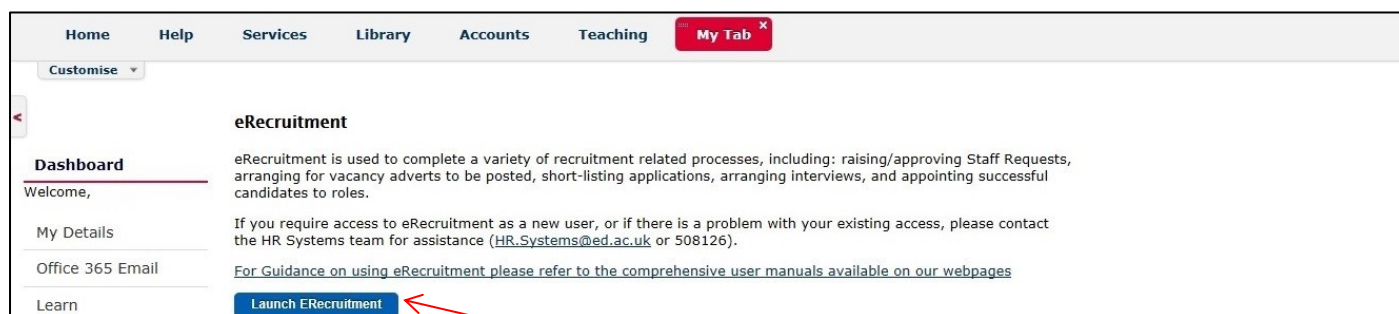 Home Help Services Library Accounts Teaching My Tab x
Customise
<
eRecruitment
Dashboard
Welcome,
My Details
Office 365 Email
Learn
eRecruitment is used to complete a variety of recruitment related processes, including: raising/approving Staff Requests,
arranging for vacancy adverts to be posted, short-listing applications, arranging interviews, and appointing successful
candidates to roles.
If you require access to eRecruitment as a new user, or if there is a problem with your existing access, please contact
the HR Systems team for assistance (HR.Systems@ed.ac.uk or 508126).
For Guidance on using eRecruitment please refer to the comprehensive user manuals available on our webpages
Launch ERecruitment